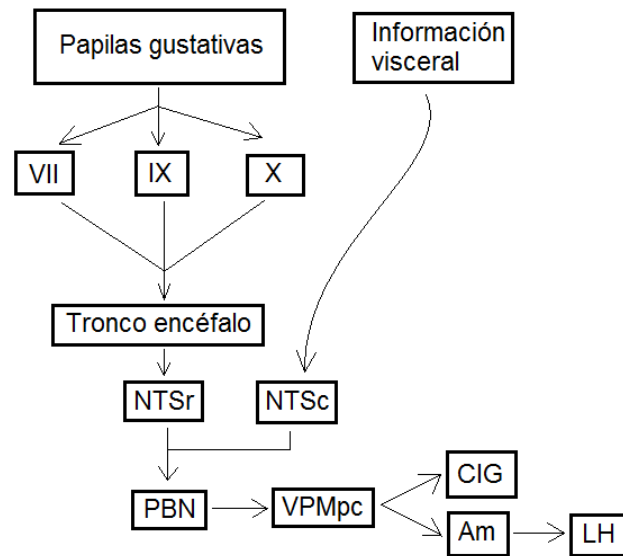 Papilas gustativas
Información
visceral
VII
IX
X
Tronco encéfalo
NTSr
NTSc
PBN
VPMpc
CIG
Am
LH